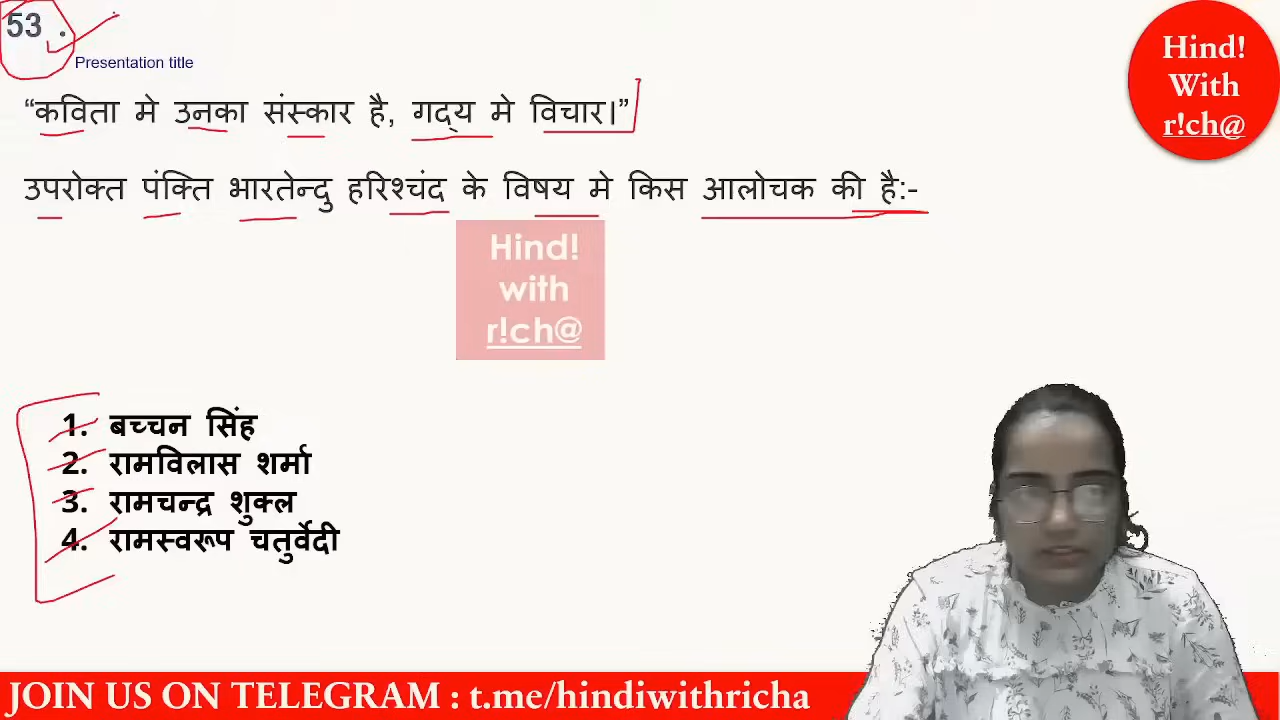 53 .
Presentation title
Hind!
With
r!ch@
“कविता मे उनका संस्कार है, गद्य मे विचार।”
उपरोक्त पंक्ति भारतेन्दु हरिश्चंद के विषय मे किस आलोचक की है:-
Hind!
with
r!ch@
1. बच्चन सिंह
2. रामविलास शर्मा
3. रामचन्द्र शुक्ल
4. रामस्वरूप चतुर्वेदी
JOIN US ON TELEGRAM : t.me/hindiwithricha